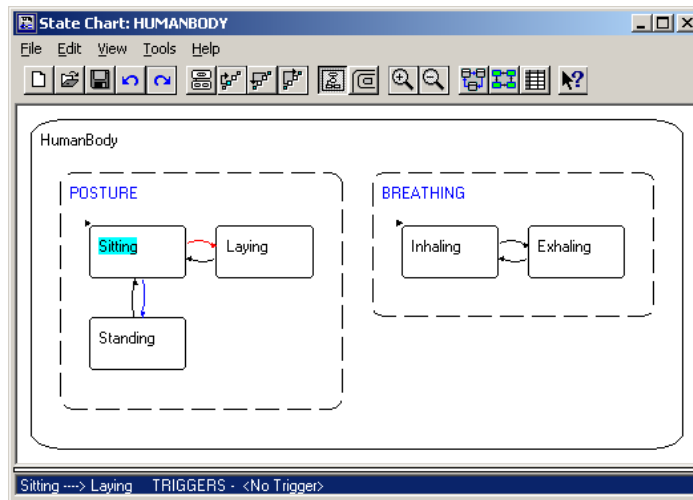 State Chart: HUMANBODY
File Edit View Tools Help
HumanBody
POSTURE
BREATHING
Sitting
Laying
Inhaling
Exhaling
Standing
Sitting ----> Laying TRIGGERS - <No Trigger>